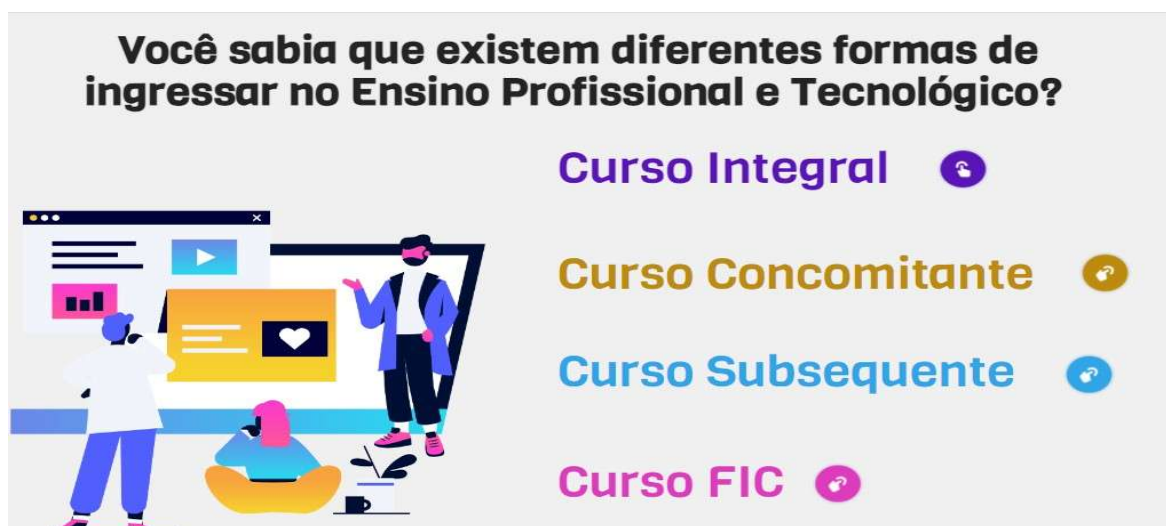 Você sabia que existem diferentes formas de
ingressar no Ensino Profissional e Tecnológico?
Curso Integral
Curso Concomitante
Curso Subsequente
Curso FIC